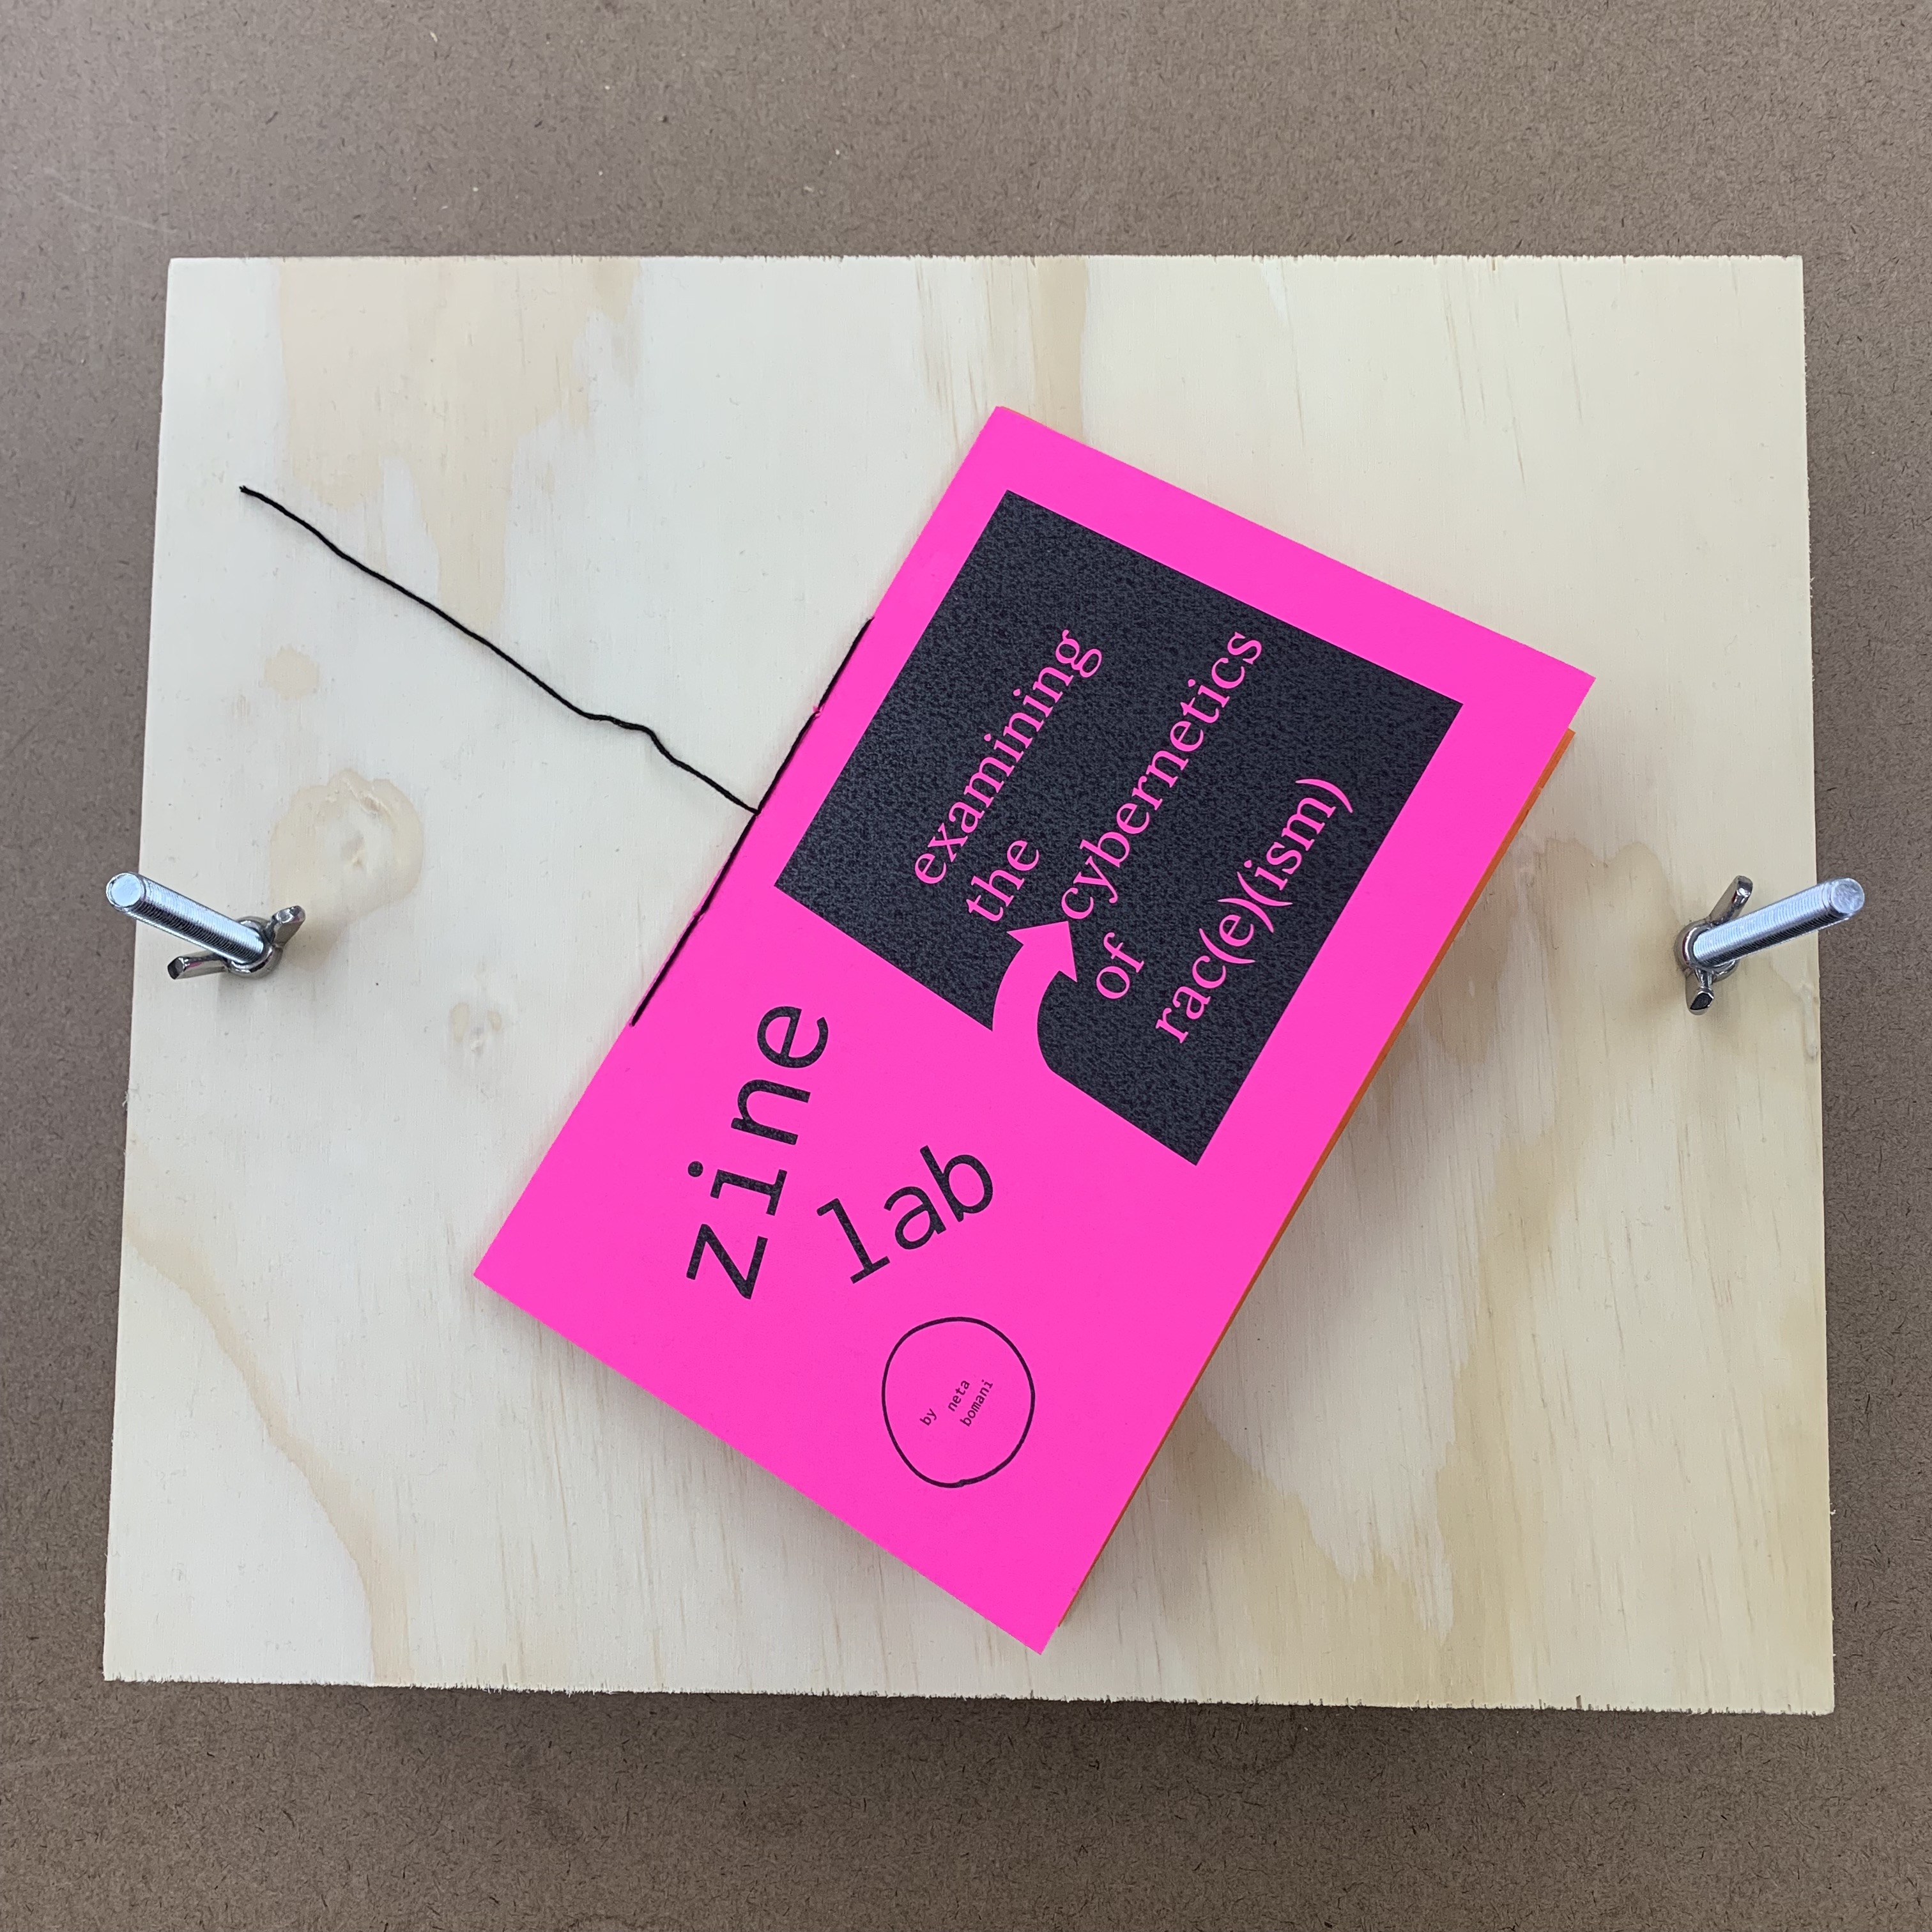 zine
lab
examining
the
cybernetics
of
rac(e)(ism)
by
neta
bomani